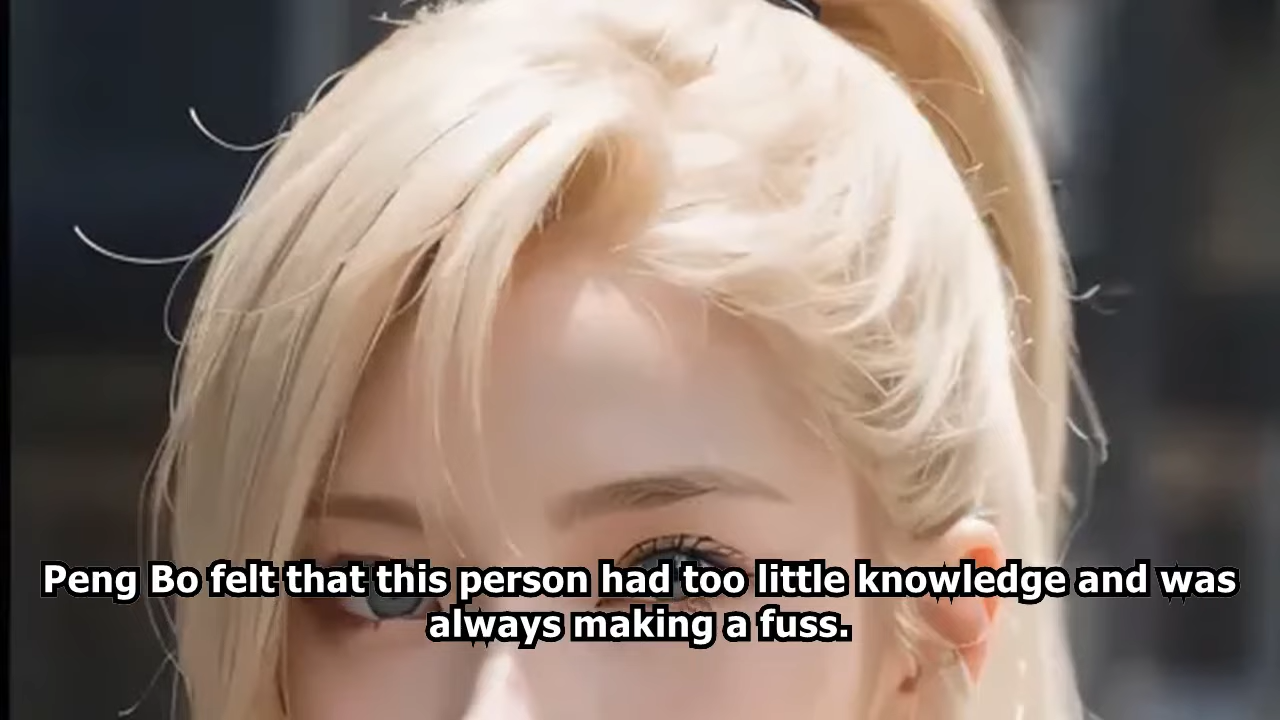 Peng Bo felt that this person had too little knowledge and was
always making a fuss.